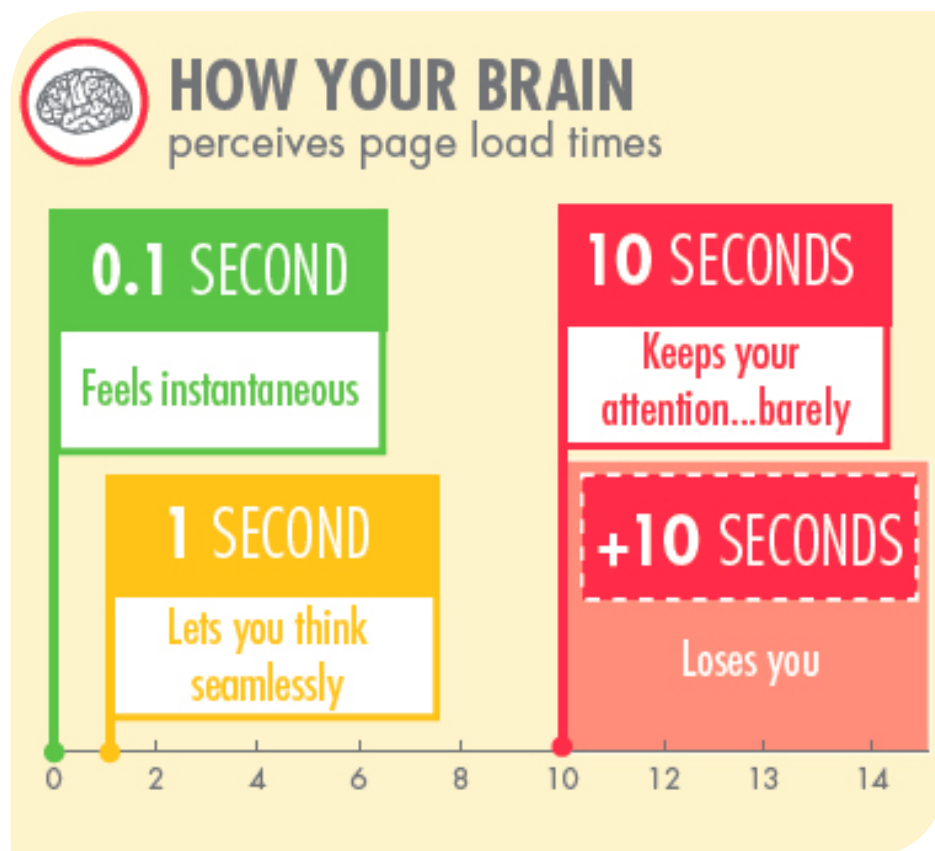 HOW YOUR BRAIN
perceives page load times
0.1 SECOND
Feels instantaneous
1 SECOND
Lets you think
seamlessly
10 SECONDS
Keeps your
attention...barely
+10 SECONDS
Loses you
0 2 4 6 8 10 12 13 14